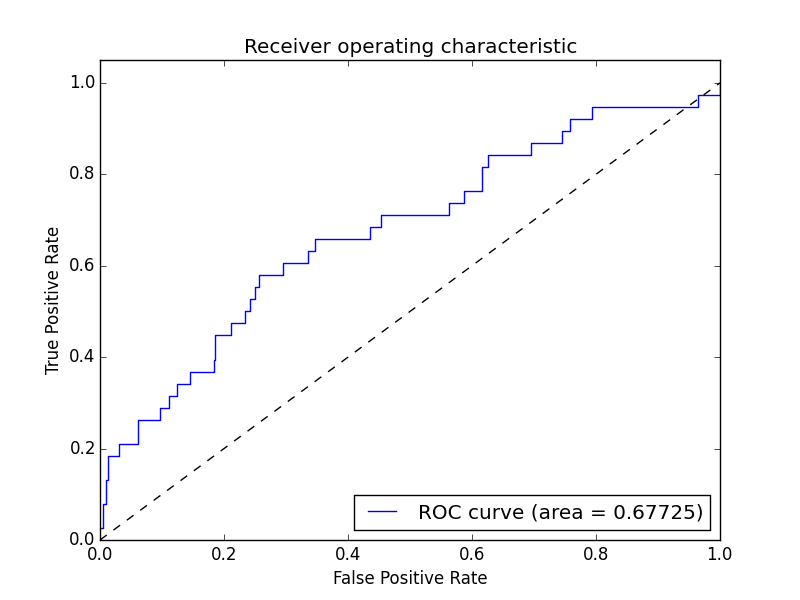 Receiver operating characteristic
1.0
0.8
0.6
0.4
0.2
0.0
True Positive Rate
ROC curve (area = 0.67725)
0.0 0.2 0.4 0.6 0.8 1.0
False Positive Rate